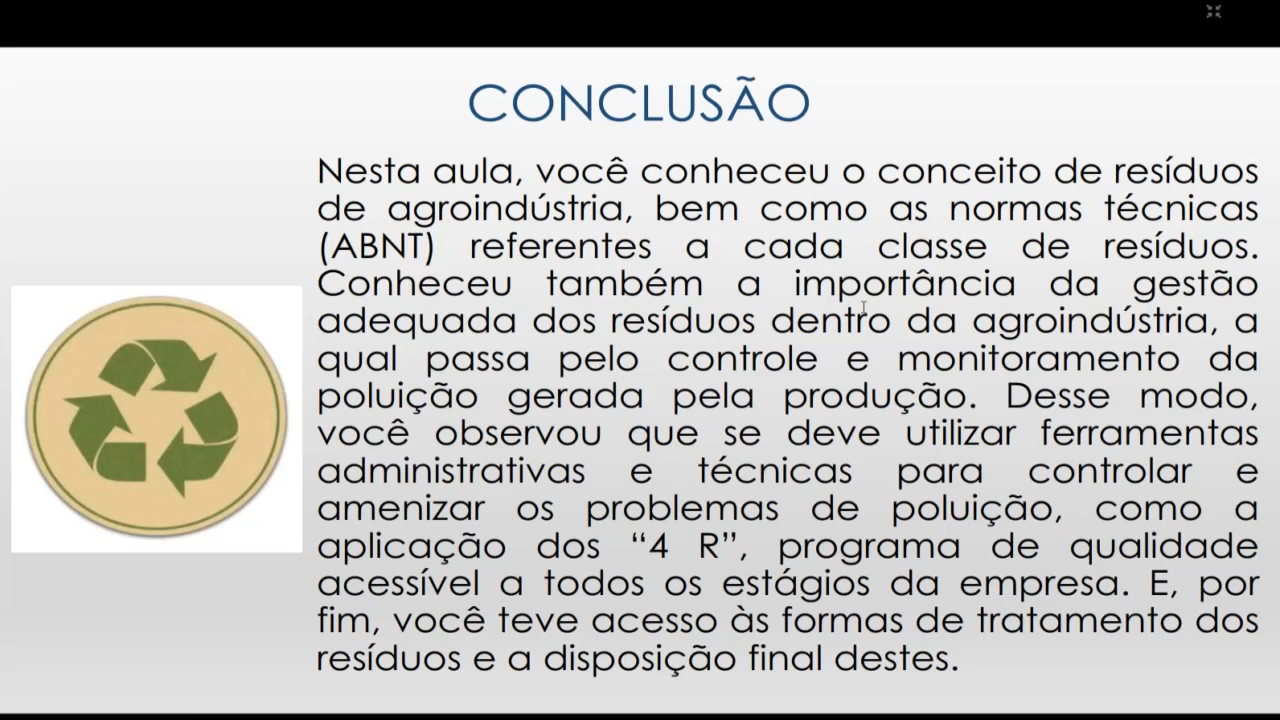 CONCLUSÃO
Nesta aula, você conheceu o conceito de resíduos
de agroindústria, bem como as normas técnicas
(ABNT) referentes a cada classe de resíduos.
Conheceu também a importância da gestão
adequada dos resíduos dentro da agroindústria, a
qual passa pelo controle e monitoramento da
poluição gerada pela produção. Desse modo,
você observou que se deve utilizar ferramentas
administrativas e técnicas para controlar e
amenizar os problemas de poluição, como a
aplicação dos “4 R”, programa de qualidade
acessível a todos os estágios da empresa. E, por
fim, você teve acesso às formas de tratamento dos
resíduos e a disposição final destes.